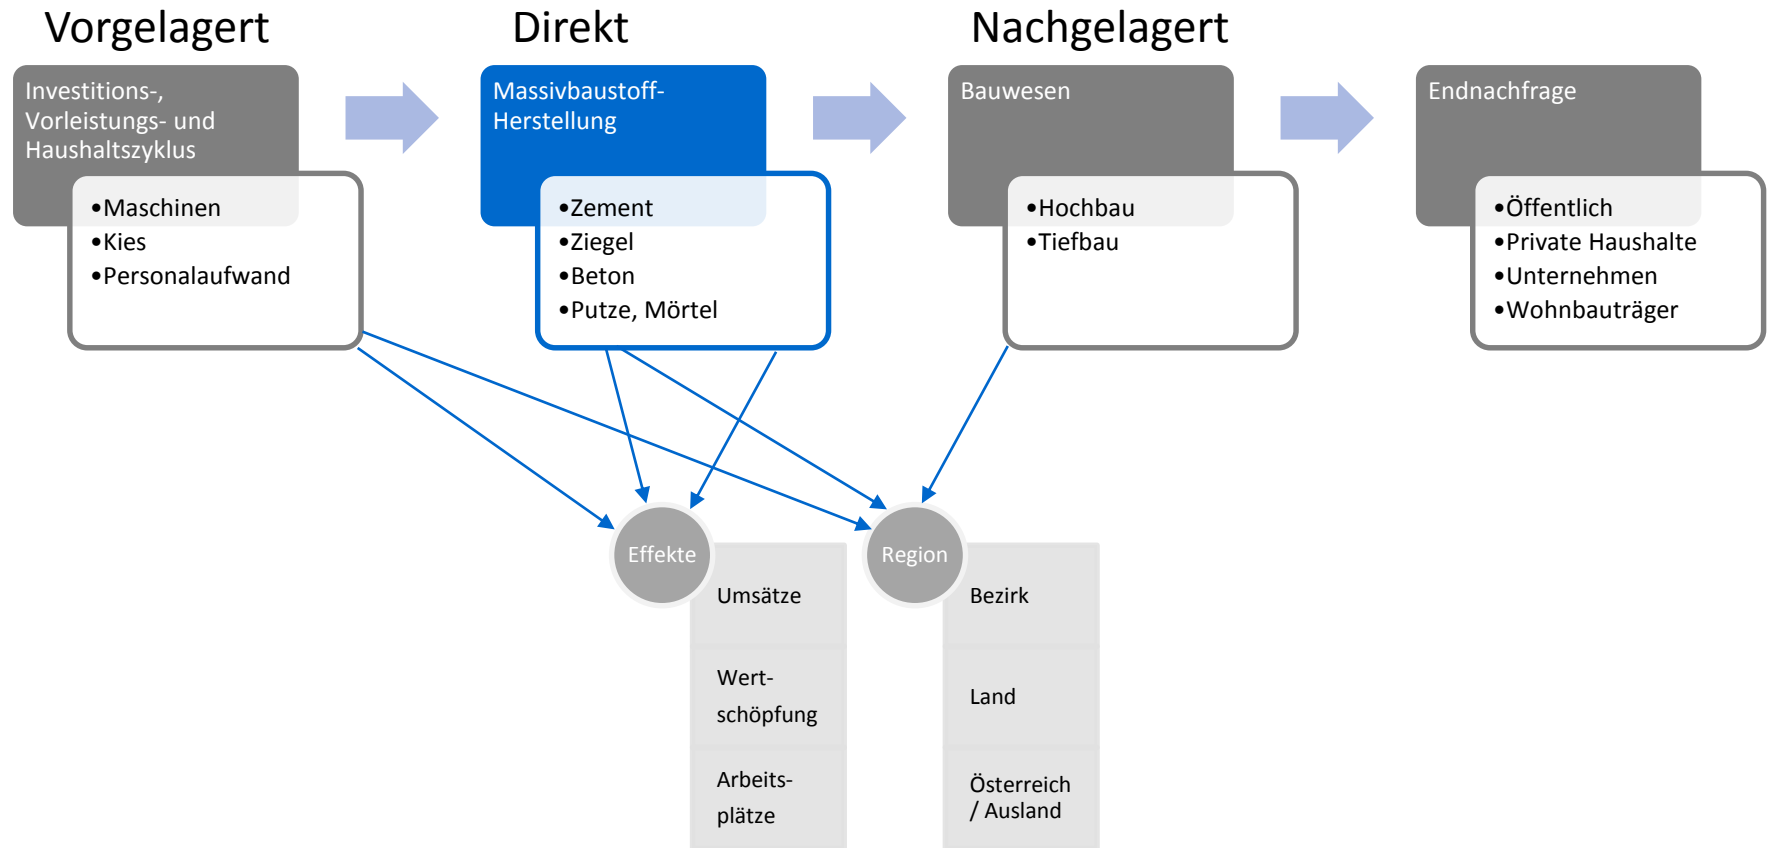 Vorgelagert
Direkt
Nachgelagert
Investitions-,
Vorleistungs- und
Haushaltszyklus
•Maschinen
•Kies
•Personalaufwand
Massivbaustoff-
Herstellung
•Zement
•Ziegel
•Beton
•Putze, Mörtel
Bauwesen
•Hochbau
•Tiefbau
Endnachfrage
•Öffentlich
•Private Haushalte
•Unternehmen
•Wohnbauträger
Effekte
Umsätze
Wert-
schöpfung
Arbeits-
plätze
Region
Bezirk
Land
Österreich
/ Ausland